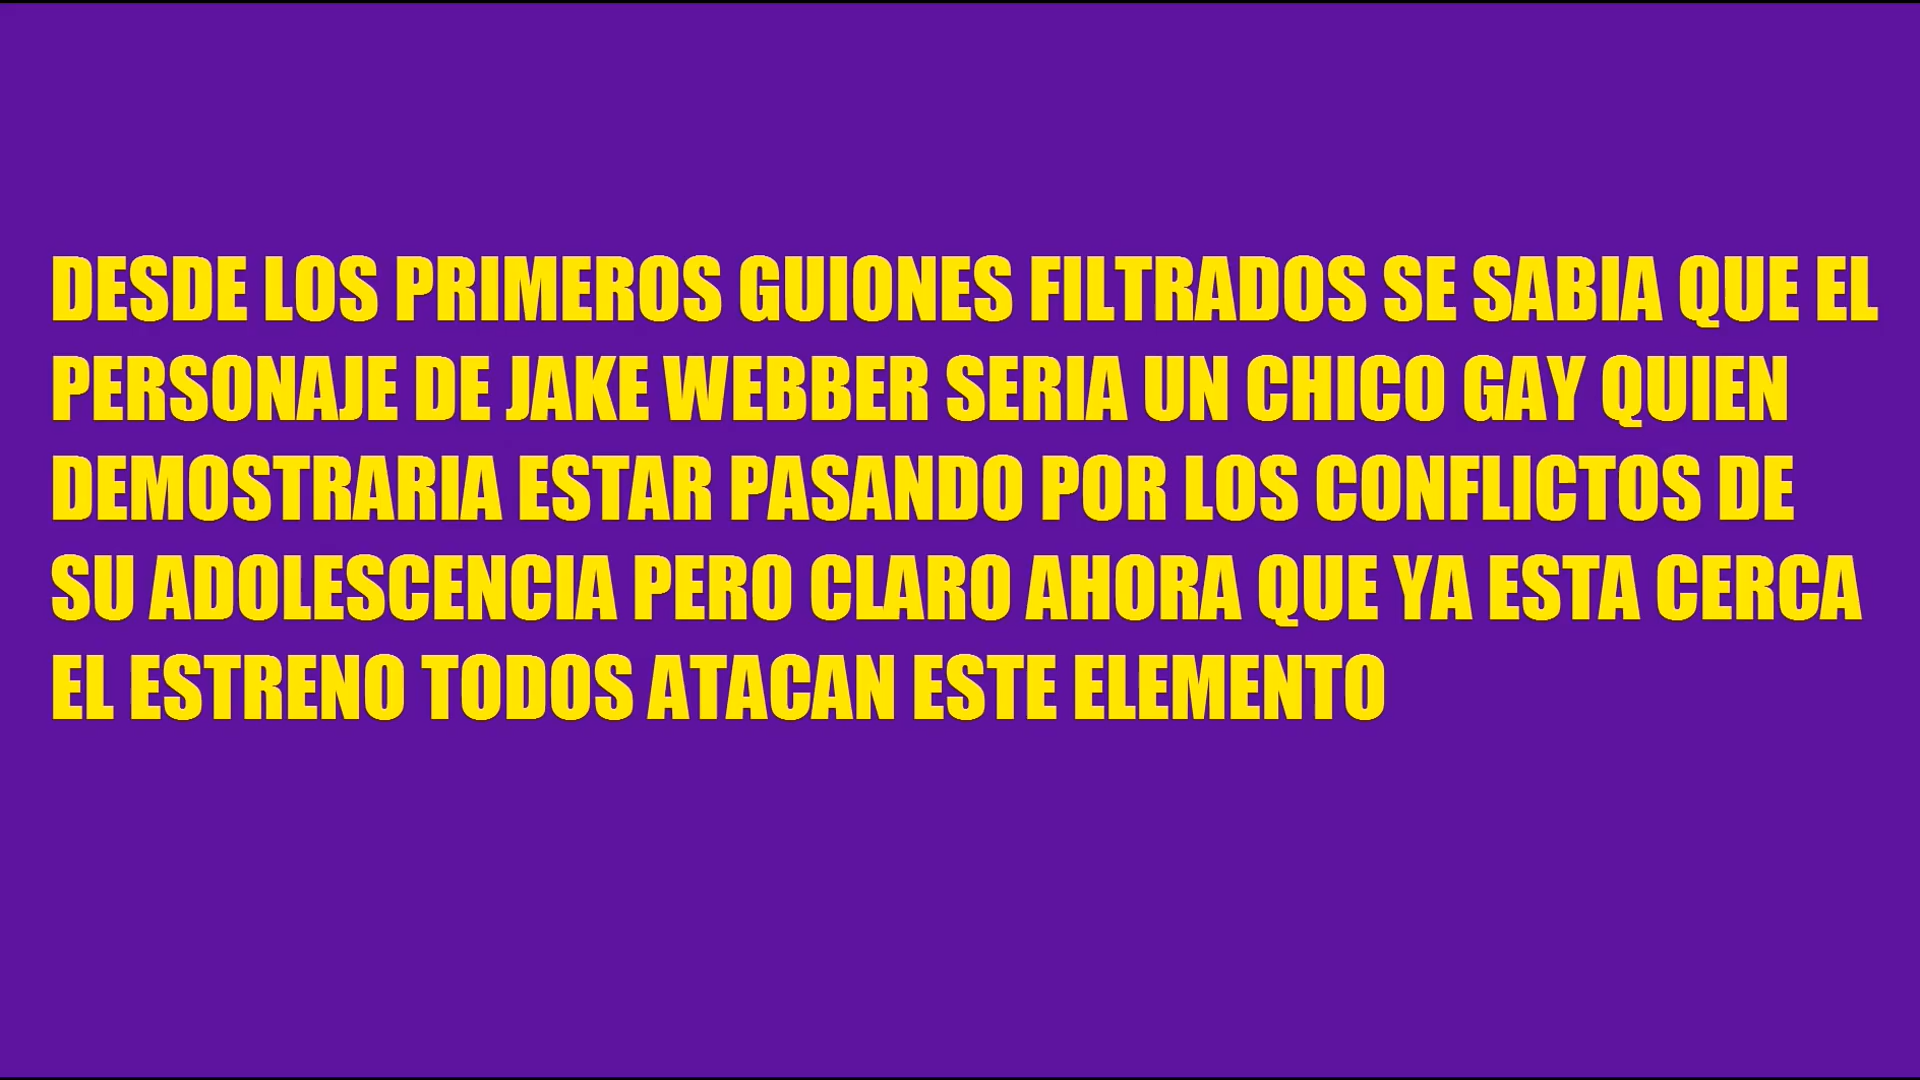 DESDE LOS PRIMEROS GUIONES FILTRADOS SE SABIA QUE EL
PERSONAJE DE JAKE WEBBER SERIA UN CHICO GAY QUIEN
DEMOSTRARIA ESTAR PASANDO POR LOS CONFLICTOS DE
SU ADOLESCENCIA PERO CLARO AHORA QUE YA ESTA CERCA
EL ESTRENO TODOS ATACAN ESTE ELEMENTO